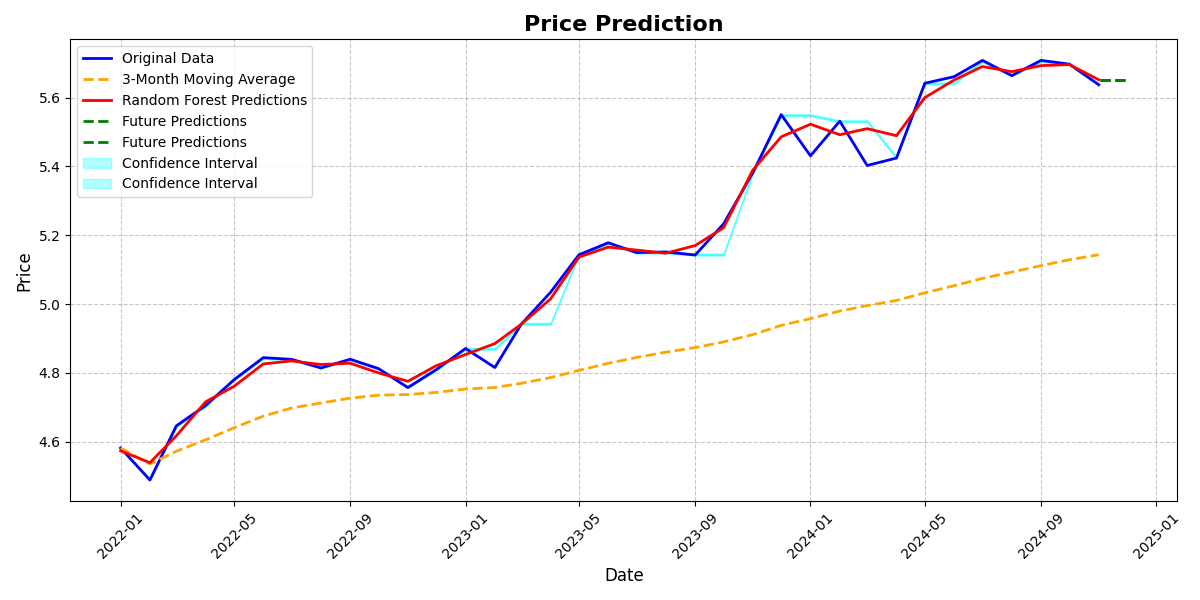 Price Prediction
Original Data
3-Month Moving Average
Random Forest Predictions
Future Predictions
Future Predictions
Confidence Interval
Confidence Interval
Price
5.6
5.4
5.2
5.0
4.8
4.6
2022-01
2022-05
2022-09
2023-01
2023-05
2023-09
2024-01
2024-05
2024-09
2025-01
Date